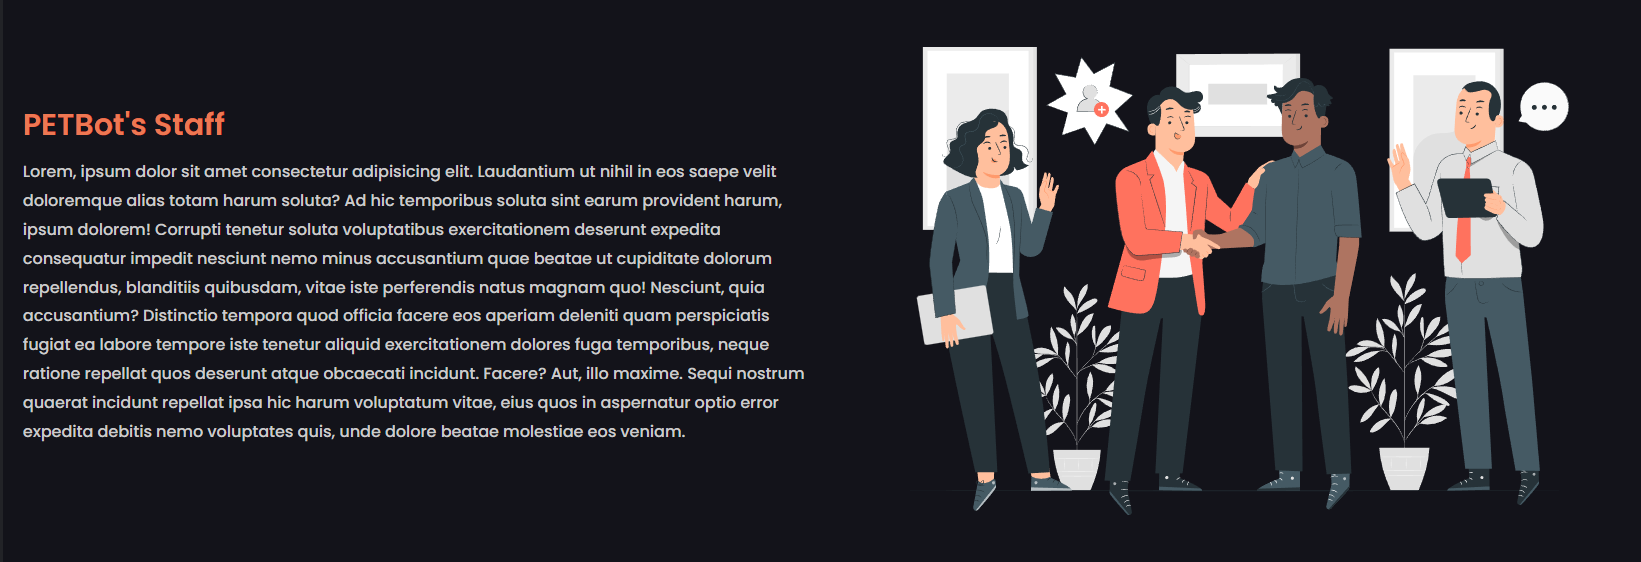 PETBot's Staff
Lorem, ipsum dolor sit amet consectetur adipisicing elit. Laudantium ut nihil in eos saepe velit
doloremque alias totam harum soluta? Ad hic temporibus soluta sint earum provident harum,
ipsum dolorem! Corrupti tenetur soluta voluptatibus exercitationem deserunt expedita
consequatur impedit nesciunt nemo minus accusantium quae beatae ut cupiditate dolorum
repellendus, blanditiis quibusdam, vitae iste perferendis natus magnam quo! Nesciunt, quia
accusantium? Distinctio tempora quod officia facere eos aperiam deleniti quam perspiciatis
fugiat ea labore tempore iste tenetur aliquid exercitationem dolores fuga temporibus, neque
ratione repellat quos deserunt atque obcaecati incidunt. Facere? Aut, illo maxime. Sequi nostrum
quaerat incidunt repellat ipsa hic harum voluptatum vitae, eius quos in aspernatur optio error
expedita debitis nemo voluptates quis, unde dolore beatae molestiae eos veniam.